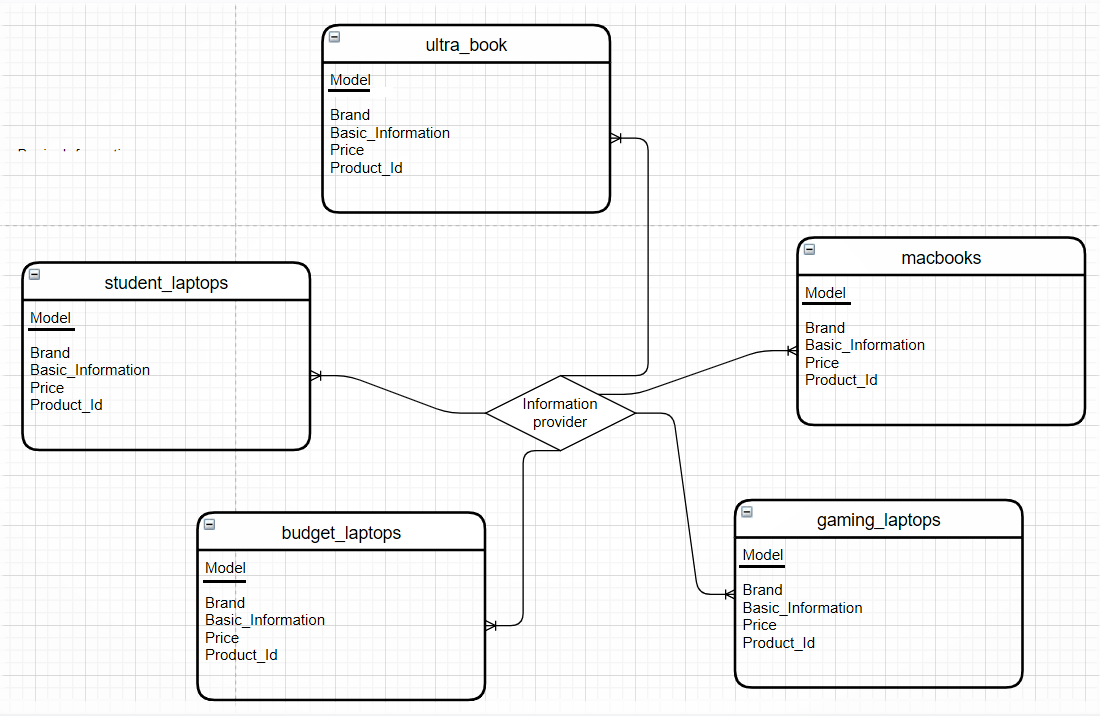 ultra_book
Model
Brand
Basic_Information
Price
Product_Id
student_laptops
Model
Brand
Basic_Information
Price
Product_Id
macbooks
Model
Brand
Basic_Information
Price
Product_Id
Information
provider
budget_laptops
Model
Brand
Basic_Information
Price
Product_Id
gaming_laptops
Model
Brand
Basic_Information
Price
Product_Id